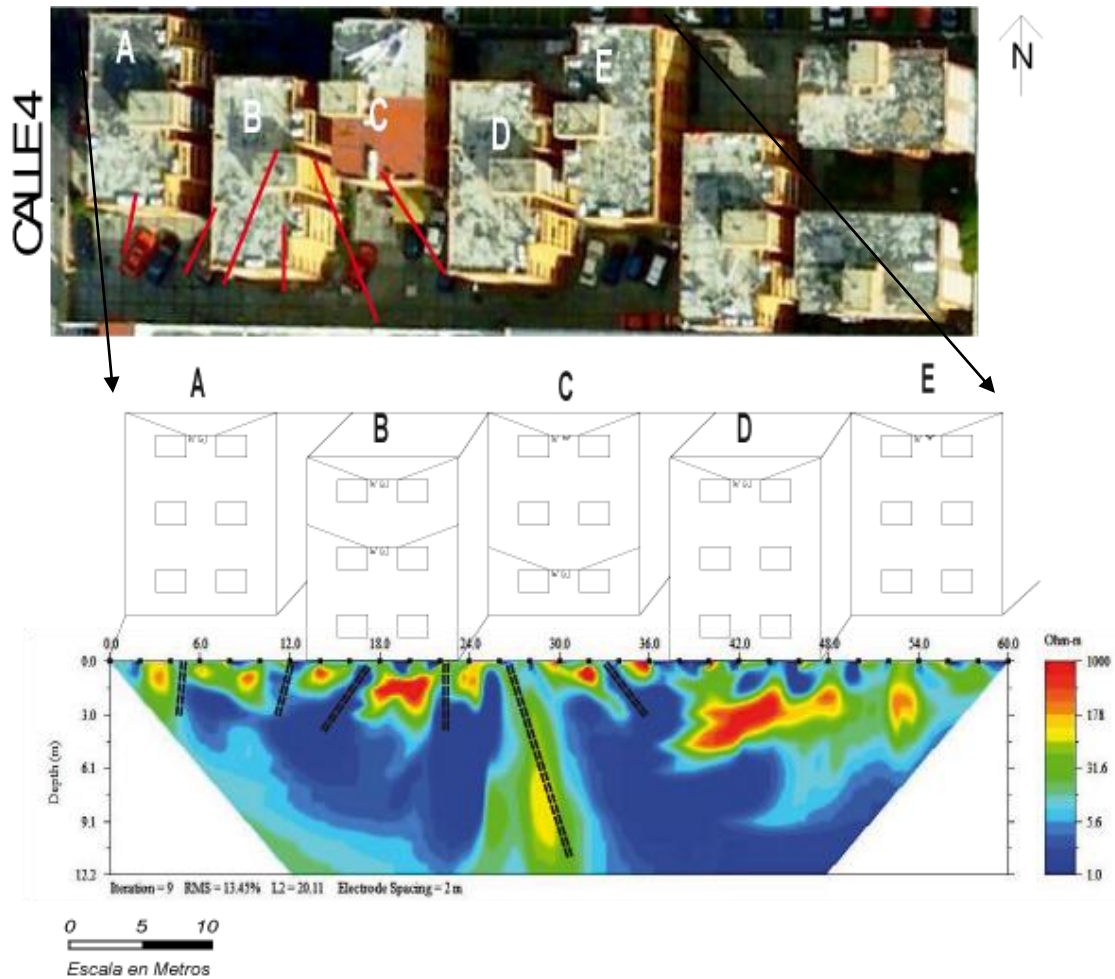 A
B
C
D
E
N
CALLE 4
A
B
C
D
E
0.0 6.0 12.0 18.0 24.0 30.0 36.0 42.0 48.0 54.0 60.0
Ohm-m
0.0
3.0
6.1
9.1
12.2
Depth (m)
1000
178
31.6
5.6
1.0
Iteration = 9 RMS = 13.45% L2 = 20.11 Electrode Spacing = 2 m
0 5 10
Escala en Metros